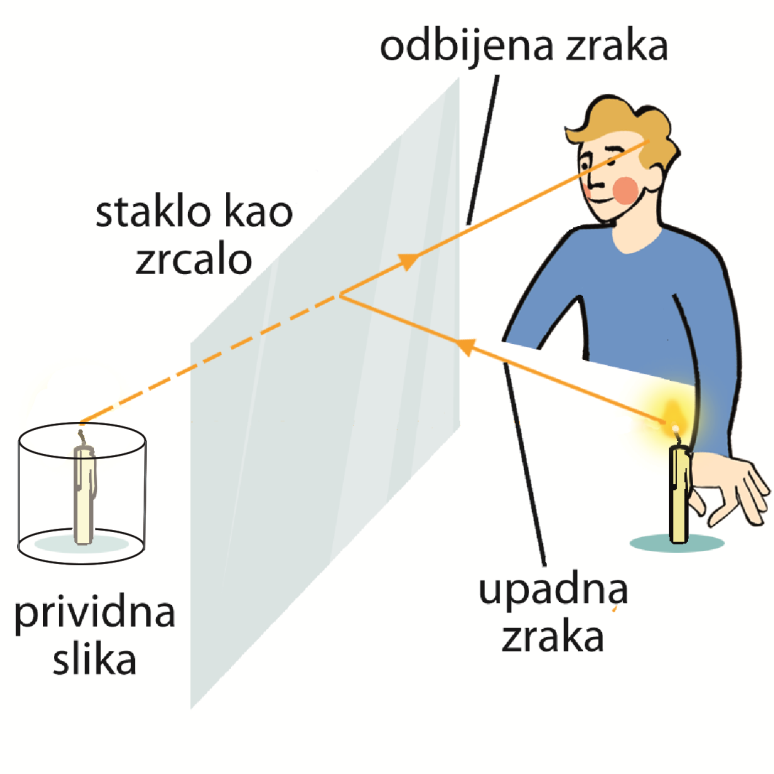 odbijena zraka
staklo kao
zrcalo
prividna
slika
upadna
zraka